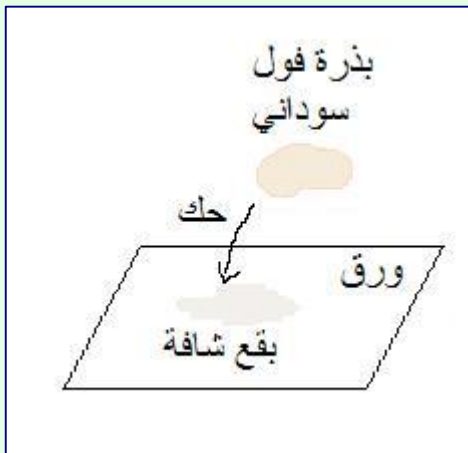 بذرة فول
سوداني
حك
ورق
بقع شافة